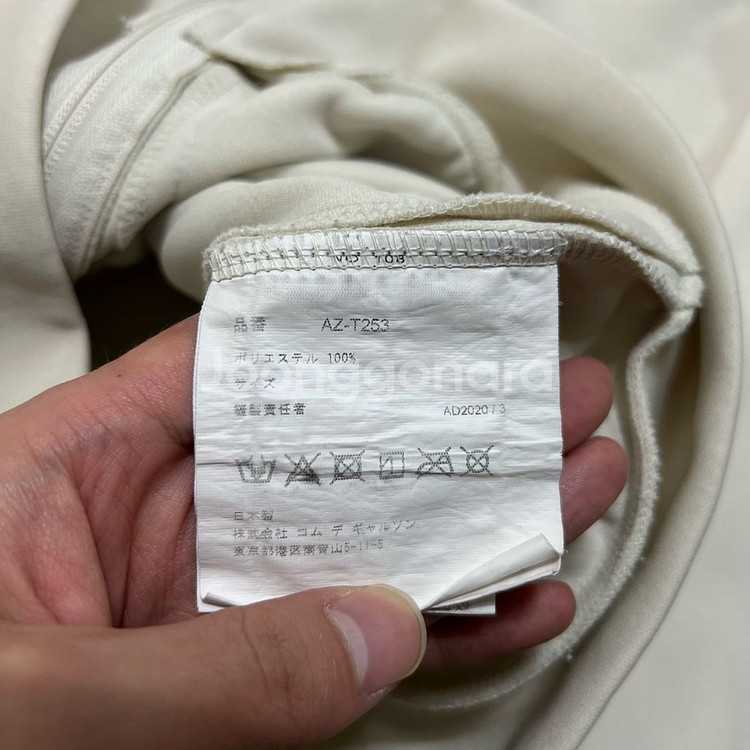 品番 AZ-T253
ポリエステル 100%
サイズ
縫製責任者 AD2020/3
日本製
株式会社 コム デ ギャルソン
東京都港区南青山5-11-5
Joonggonara